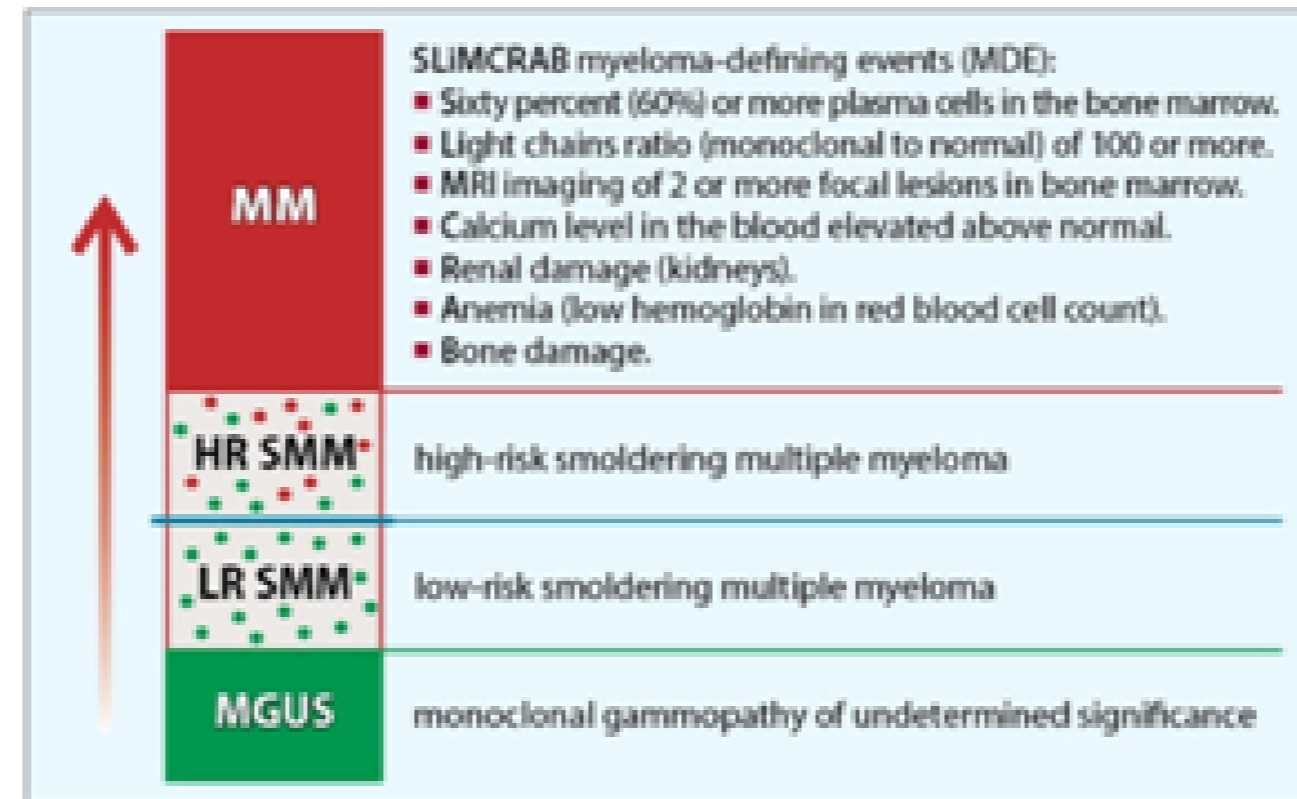 SLiMCRAB myeloma-defining events (MDE):
■ Sixty percent (60%) or more plasma cells in the bone marrow.
■ Light chains ratio (monoclonal to normal) of 100 or more.
■ MRI imaging of 2 or more focal lesions in bone marrow.
■ Calcium level in the blood elevated above normal.
■ Renal damage (kidneys).
■ Anemia (low hemoglobin in red blood cell count).
■ Bone damage.
MM
HR SMM
high-risk smoldering multiple myeloma
LR SMM
low-risk smoldering multiple myeloma
MGUS
monoclonal gammopathy of undetermined significance